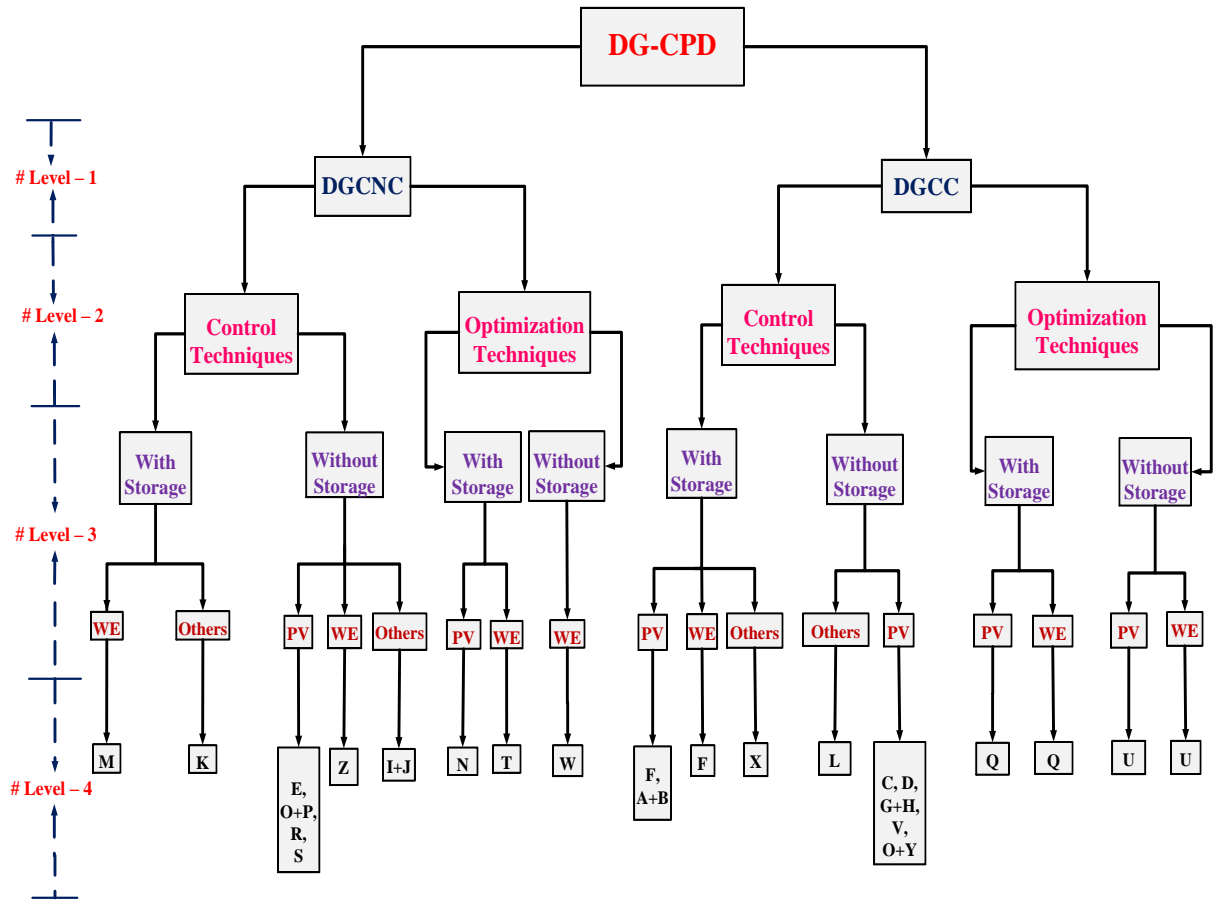 DG-CPD
# Level – 1
DGCNC
DGCC
# Level – 2
Control
Techniques
Optimization
Techniques
Control
Techniques
Optimization
Techniques
With
Storage
Without
Storage
With
Storage
Without
Storage
With
Storage
Without
Storage
With
Storage
Without
Storage
# Level – 3
WE
Others
PV
WE
Others
PV
WE
WE
PV
WE
Others
Others
PV
PV
WE
PV
WE
# Level – 4
M
K
E,
O+P,
R,
S
Z
I+J
N
T
W
F,
A+B
F
X
L
C, D,
G+H,
V,
O+Y
Q
Q
U
U